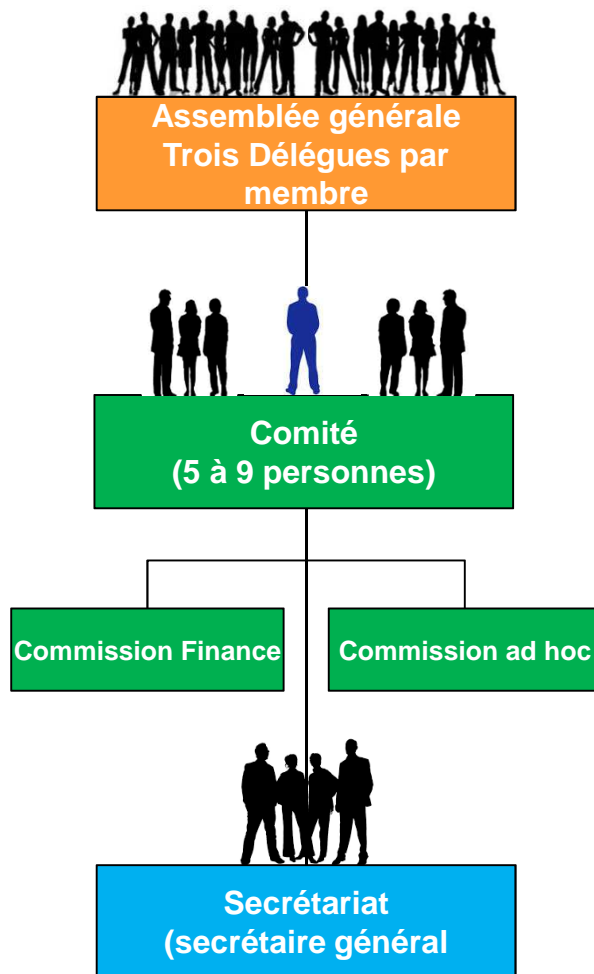 Assemblée générale
Trois Délégues par
membre
Comité
(5 à 9 personnes)
Commission Finance
Commission ad hoc
Secrétariat
(secrétaire général